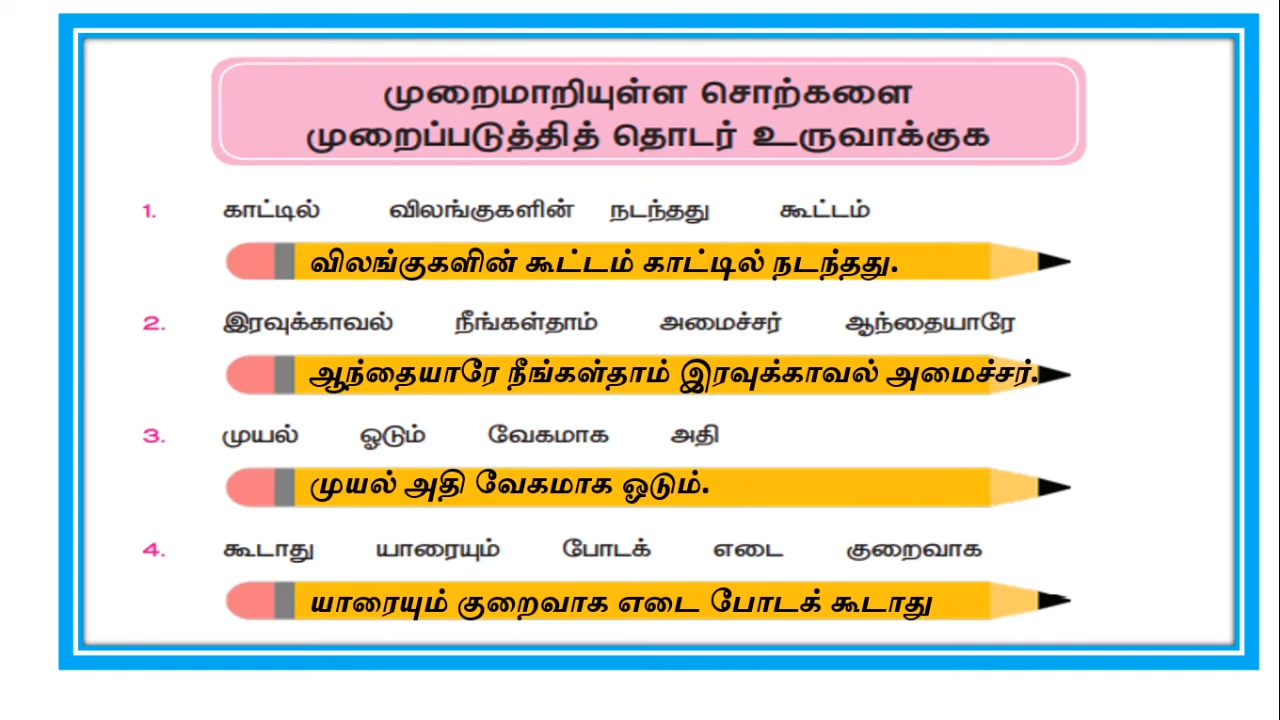 முறைமாறியுள்ள சொற்களை
முறைப்படுத்தித் தொடர் உருவாக்குக
1. காட்டில் விலங்குகளின் நடந்தது கூட்டம்
விலங்குகளின் கூட்டம் காட்டில் நடந்தது.
2. இரவுக்காவல் நீங்கள்தாம் அமைச்சர் ஆந்தையாரே
ஆந்தையாரே நீங்கள்தாம் இரவுக்காவல் அமைச்சர்.
3. முயல் ஓடும் வேகமாக அதி
முயல் அதி வேகமாக ஓடும்.
4. கூடாது யாரையும் போடக் எடை குறைவாக
யாரையும் குறைவாக எடை போடக் கூடாது